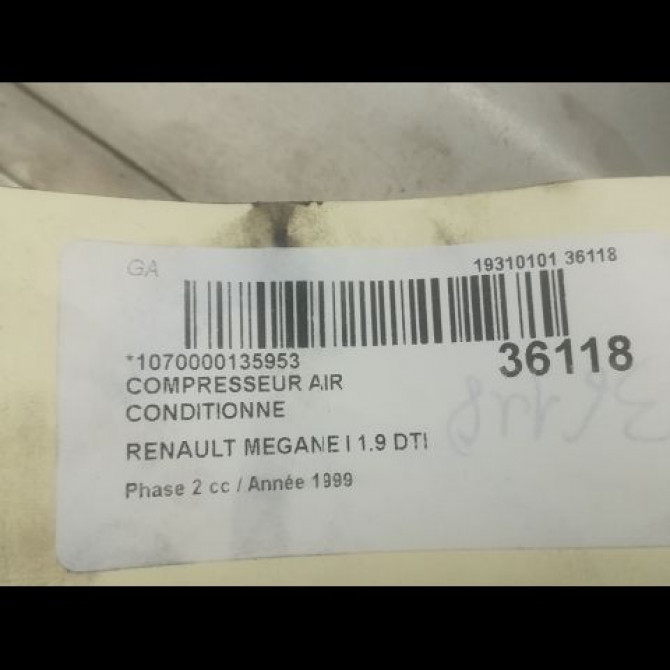 GA
19310101 36118
*1070000135953
36118
COMPRESSEUR AIR
CONDITIONNE
RENAULT MEGANE I 1.9 DTI
Phase 2 cc / Année 1999